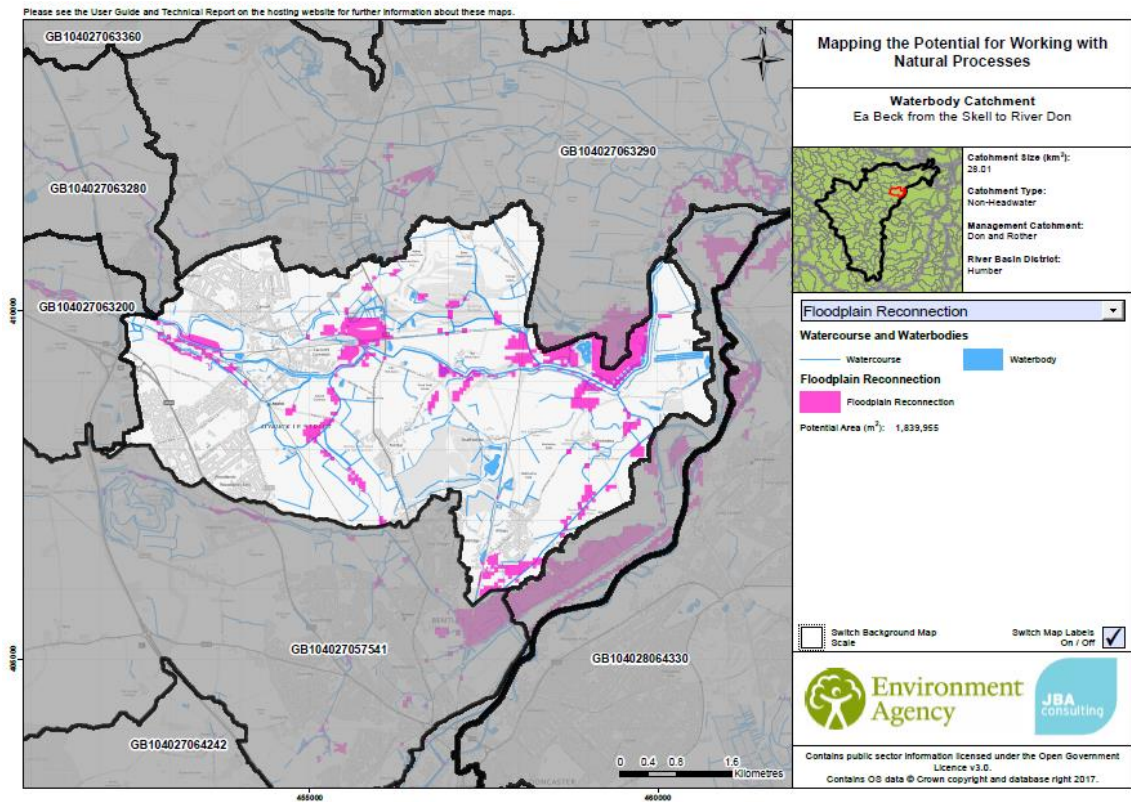 Please see the User Guide and Technical Report on the hosting website for further information about these maps.
GB104027063360
N
GB104027063290
GB104027063280
GB104027063200
410000
GB104027057541
GB104028064330
405000
GB104027064242
0 0.4 0.8 1.6
Kilometres
455000
460000
Mapping the Potential for Working with
Natural Processes
Waterbody Catchment
Ea Beck from the Skell to River Don
Catchment Size (km²):
28.01
Catchment Type:
Non-Headwater
Management Catchment:
Don and Rother
River Basin District:
Humber
Floodplain Reconnection
Watercourse and Waterbodies
Watercourse
Waterbody
Floodplain Reconnection
Floodplain Reconnection
Potential Area (m²): 1,839,955
Switch Background Map
Scale
Switch Map Labels
On / Off
Environment
Agency
JBA
consulting
Contains public sector information licensed under the Open Government
Licence v3.0.
Contains OS data © Crown copyright and database right 2017.